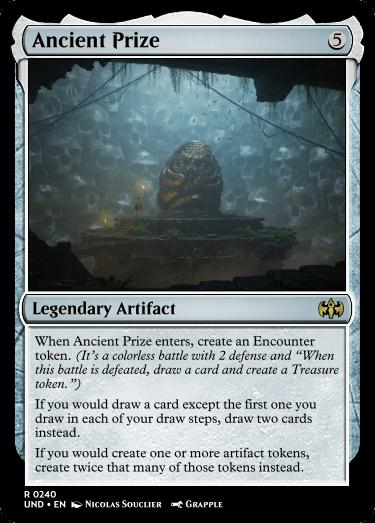 Ancient Prize 5
Legendary Artifact
When Ancient Prize enters, create an Encounter
token. (It's a colorless battle with 2 defense and “When
this battle is defeated, draw a card and create a Treasure
token.”)
If you would draw a card except the first one you
draw in each of your draw steps, draw two cards
instead.
If you would create one or more artifact tokens,
create twice that many of those tokens instead.
R 0240
UND • EN Nicolas Souclier Grapple